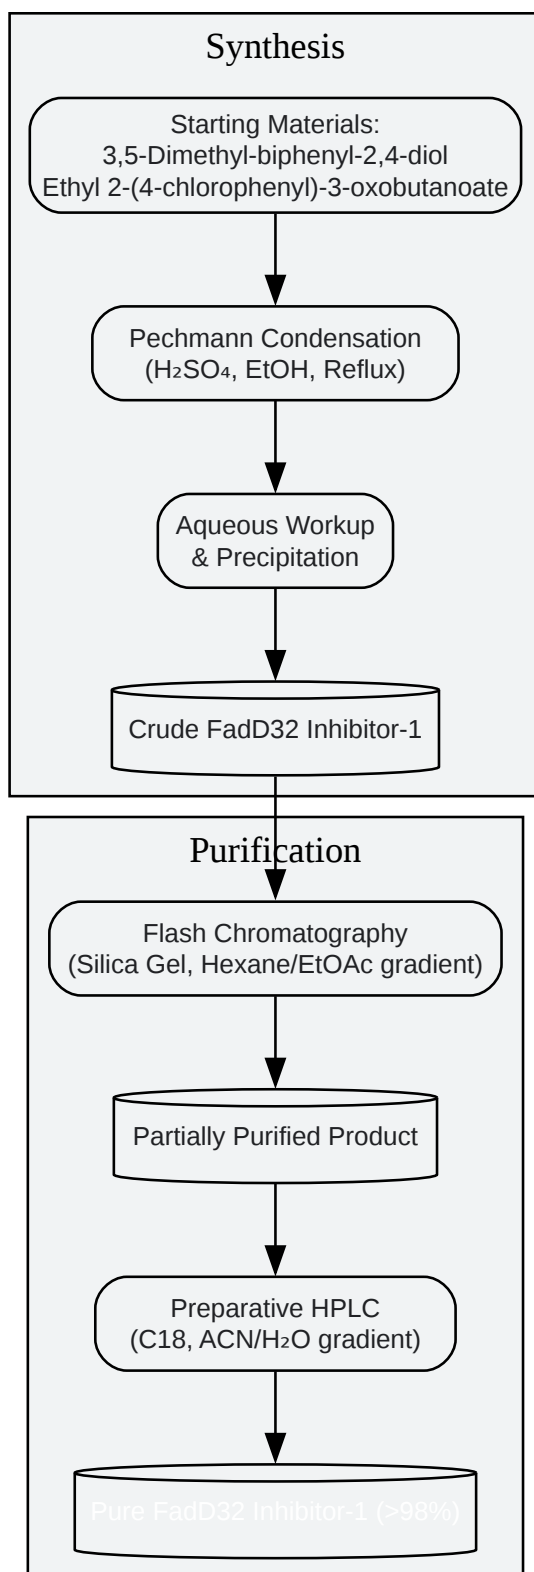 Synthesis
Starting Materials:
3,5-Dimethyl-biphenyl-2,4-diol
Ethyl 2-(4-chlorophenyl)-3-oxobutanoate
Pechmann Condensation
(H₂SO₄, EtOH, Reflux)
Aqueous Workup
& Precipitation
Crude FadD32 Inhibitor-1
Purification
Flash Chromatography
(Silica Gel, Hexane/EtOAc gradient)
Partially Purified Product
Preparative HPLC
(C18, ACN/H₂O gradient)
Pure FadD32 Inhibitor-1 (>98%)